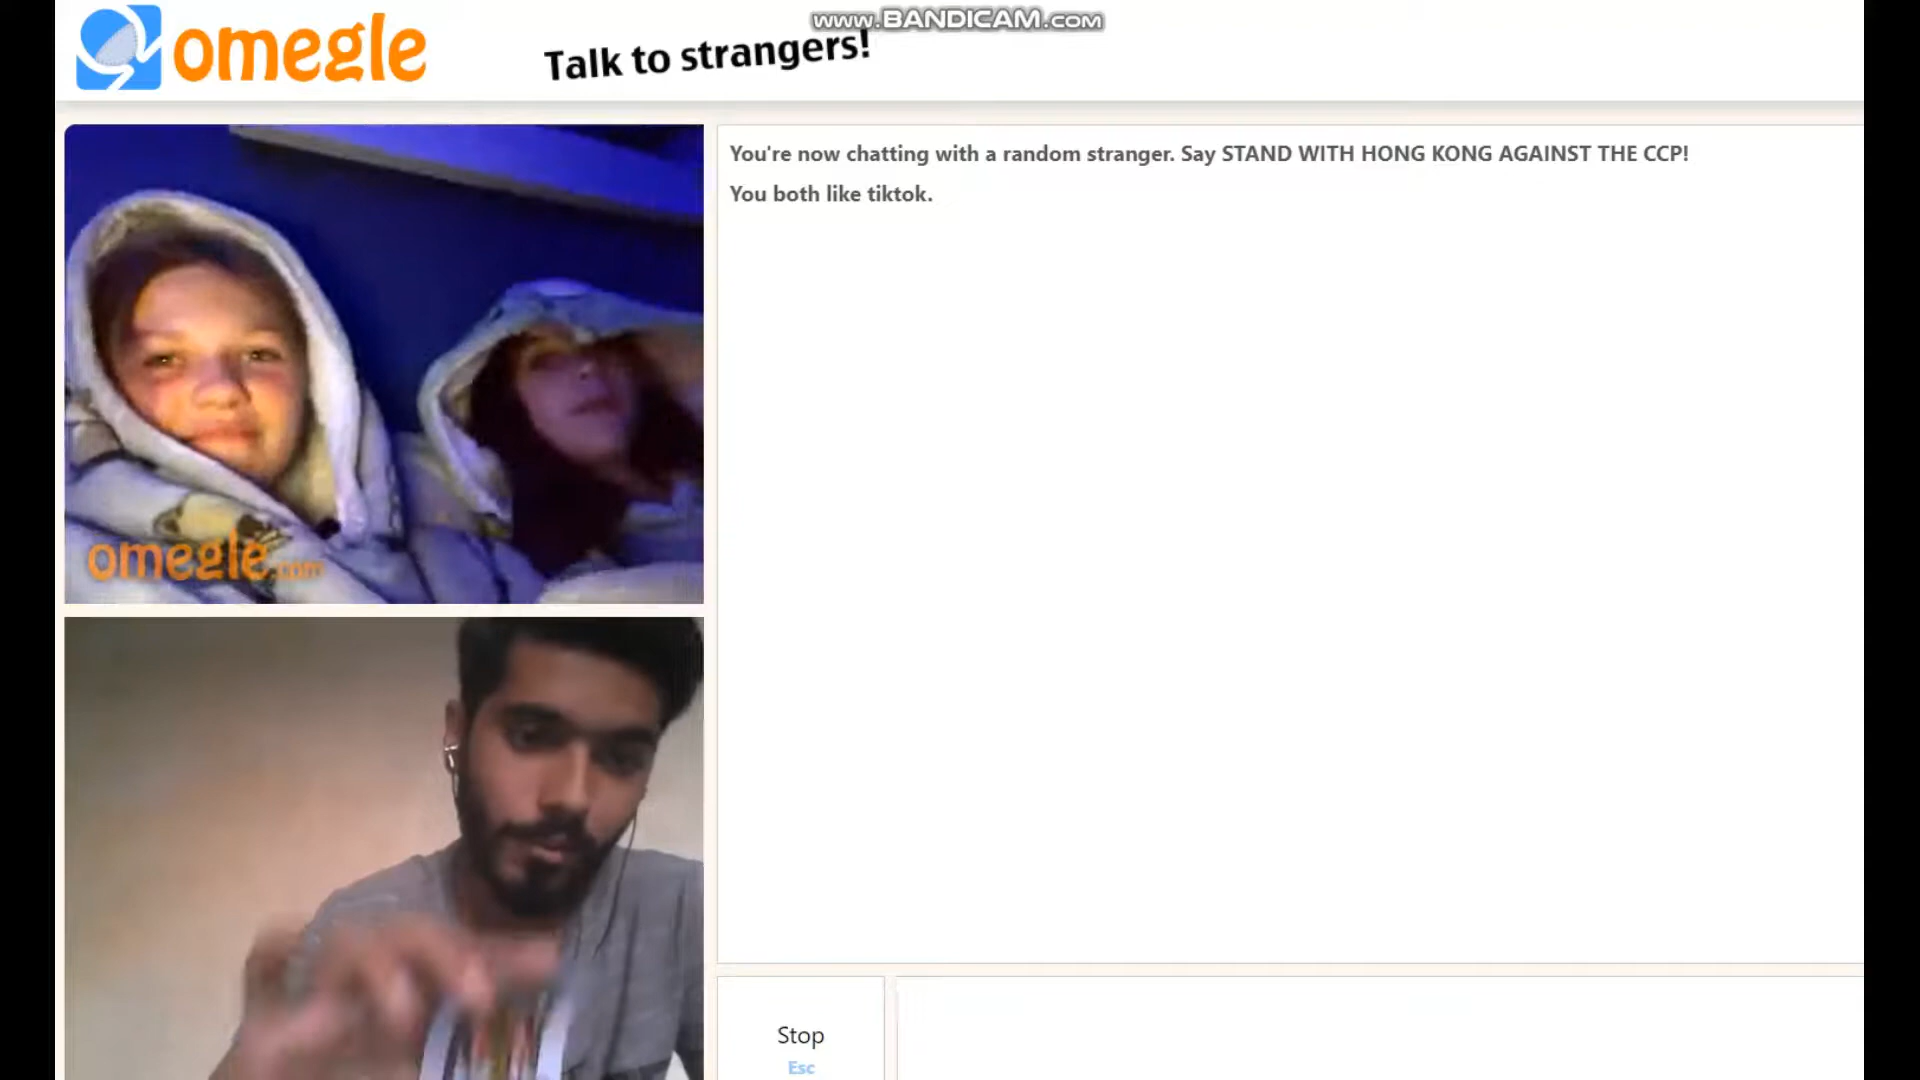 www.BANDICAM.com
omegle
Talk to strangers!
You're now chatting with a random stranger. Say STAND WITH HONG KONG AGAINST THE CCP!
You both like tiktok.
omegle.com
Stop
Esc